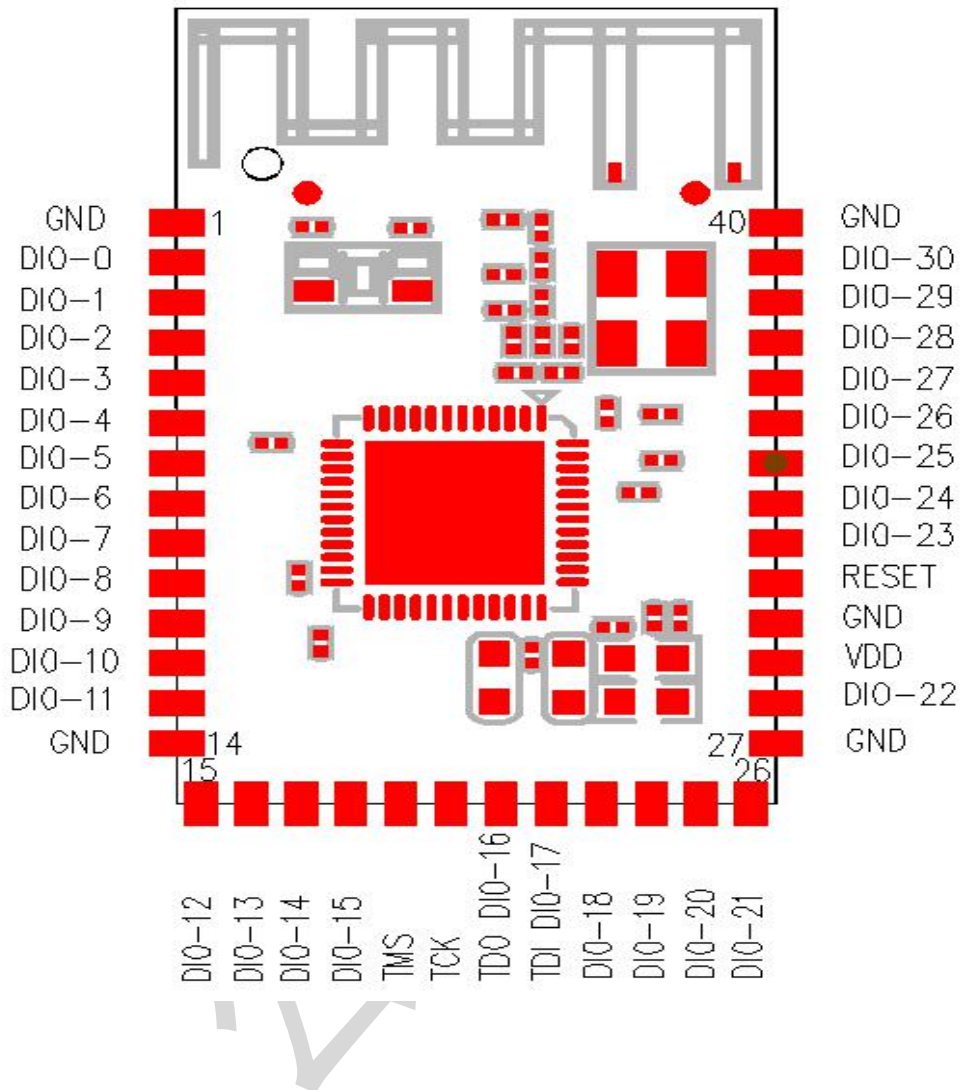 GND 1 40 GND
DIO-0 DIO-30
DIO-1 DIO-29
DIO-2 DIO-28
DIO-3 DIO-27
DIO-4 DIO-26
DIO-5 DIO-25
DIO-6 DIO-24
DIO-7 DIO-23
DIO-8 RESET
DIO-9 GND
DIO-10 VDD
DIO-11 DIO-22
GND 14 27 GND
15 26
DIO-12
DIO-13
DIO-14
DIO-15
TMS
TCK
TDO DIO-16
TDI DIO-17
DIO-18
DIO-19
DIO-20
DIO-21